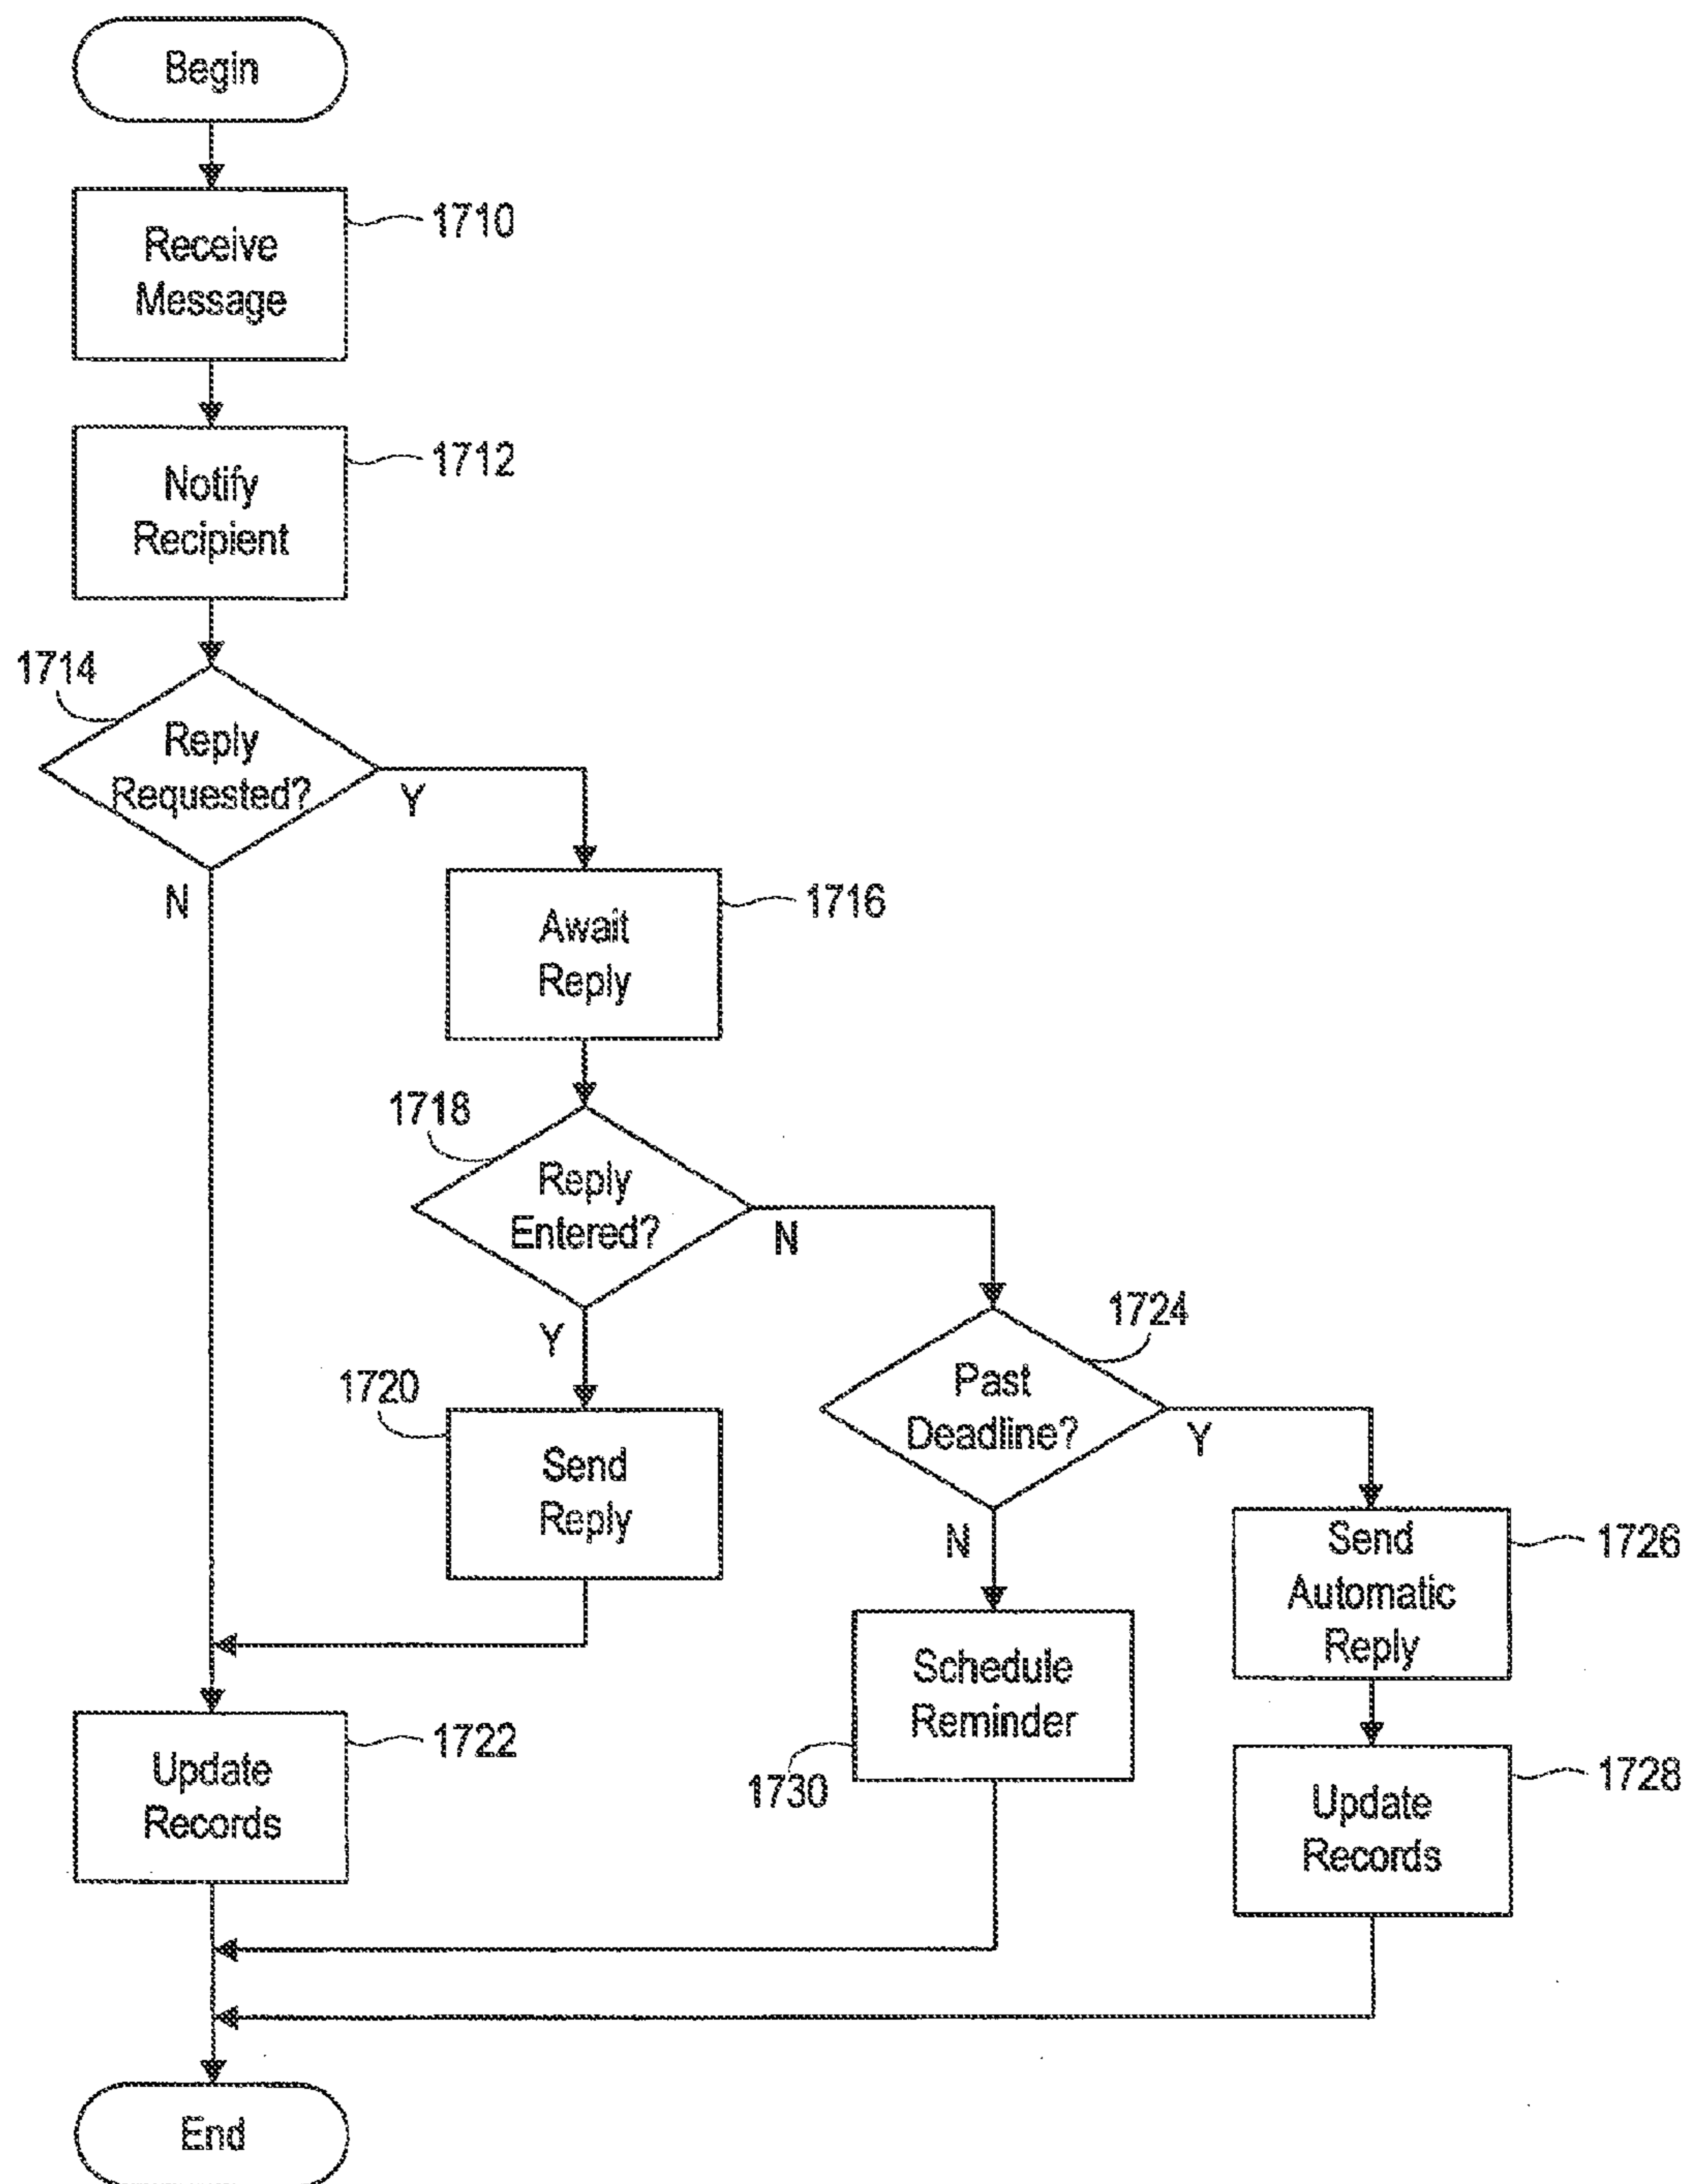 Begin
Receive
Message
1710
Notify
Recipient
1712
1714
Reply
Requested?
Y
N
Await
Reply
1716
1718
Reply
Entered?
N
Y
1724
Past
Deadline?
Y
N
1720
Send
Reply
Send
Automatic
Reply
1726
Schedule
Reminder
1730
Update
Records
1722
Update
Records
1728
End